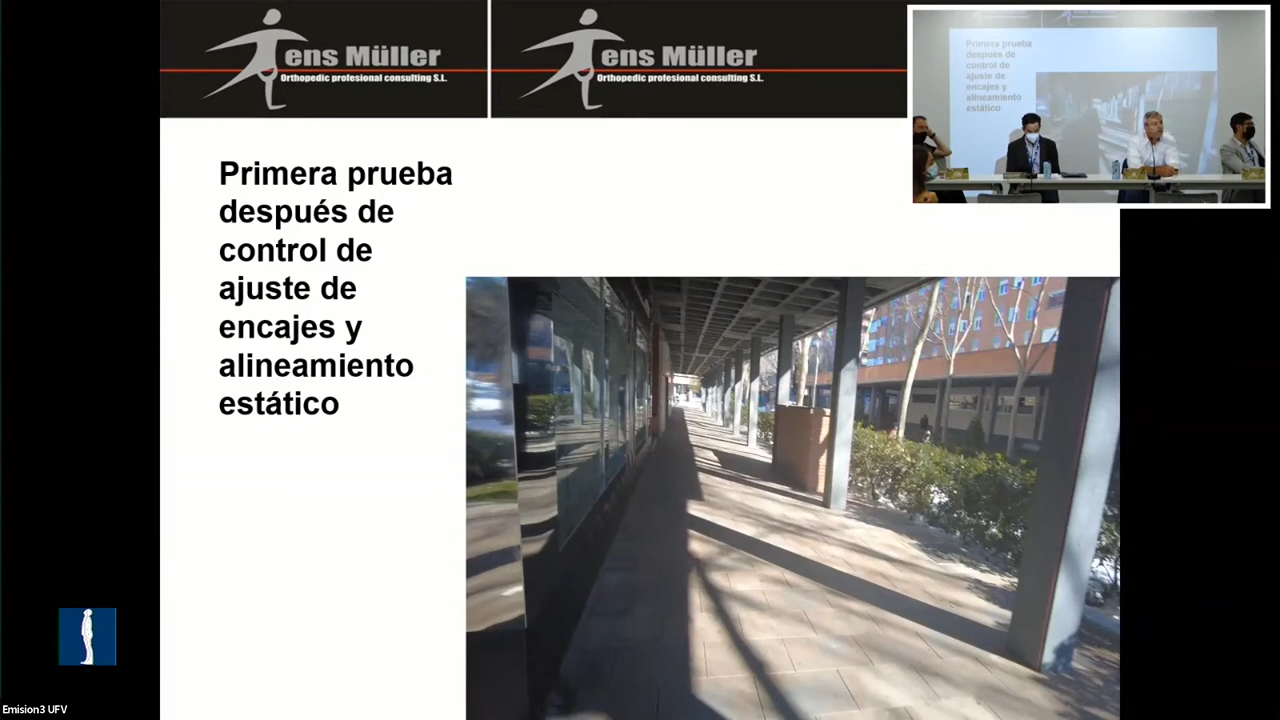 ens Müller
Orthopedic profesional consulting S.L.
ens Müller
Orthopedic profesional consulting S.L.
Primera prueba
después de
control de
ajuste de
encajes y
alineamiento
estático
Primera prueba
después de
control de
ajuste de
encajes y
alineamiento
estático
Emision3 UFV